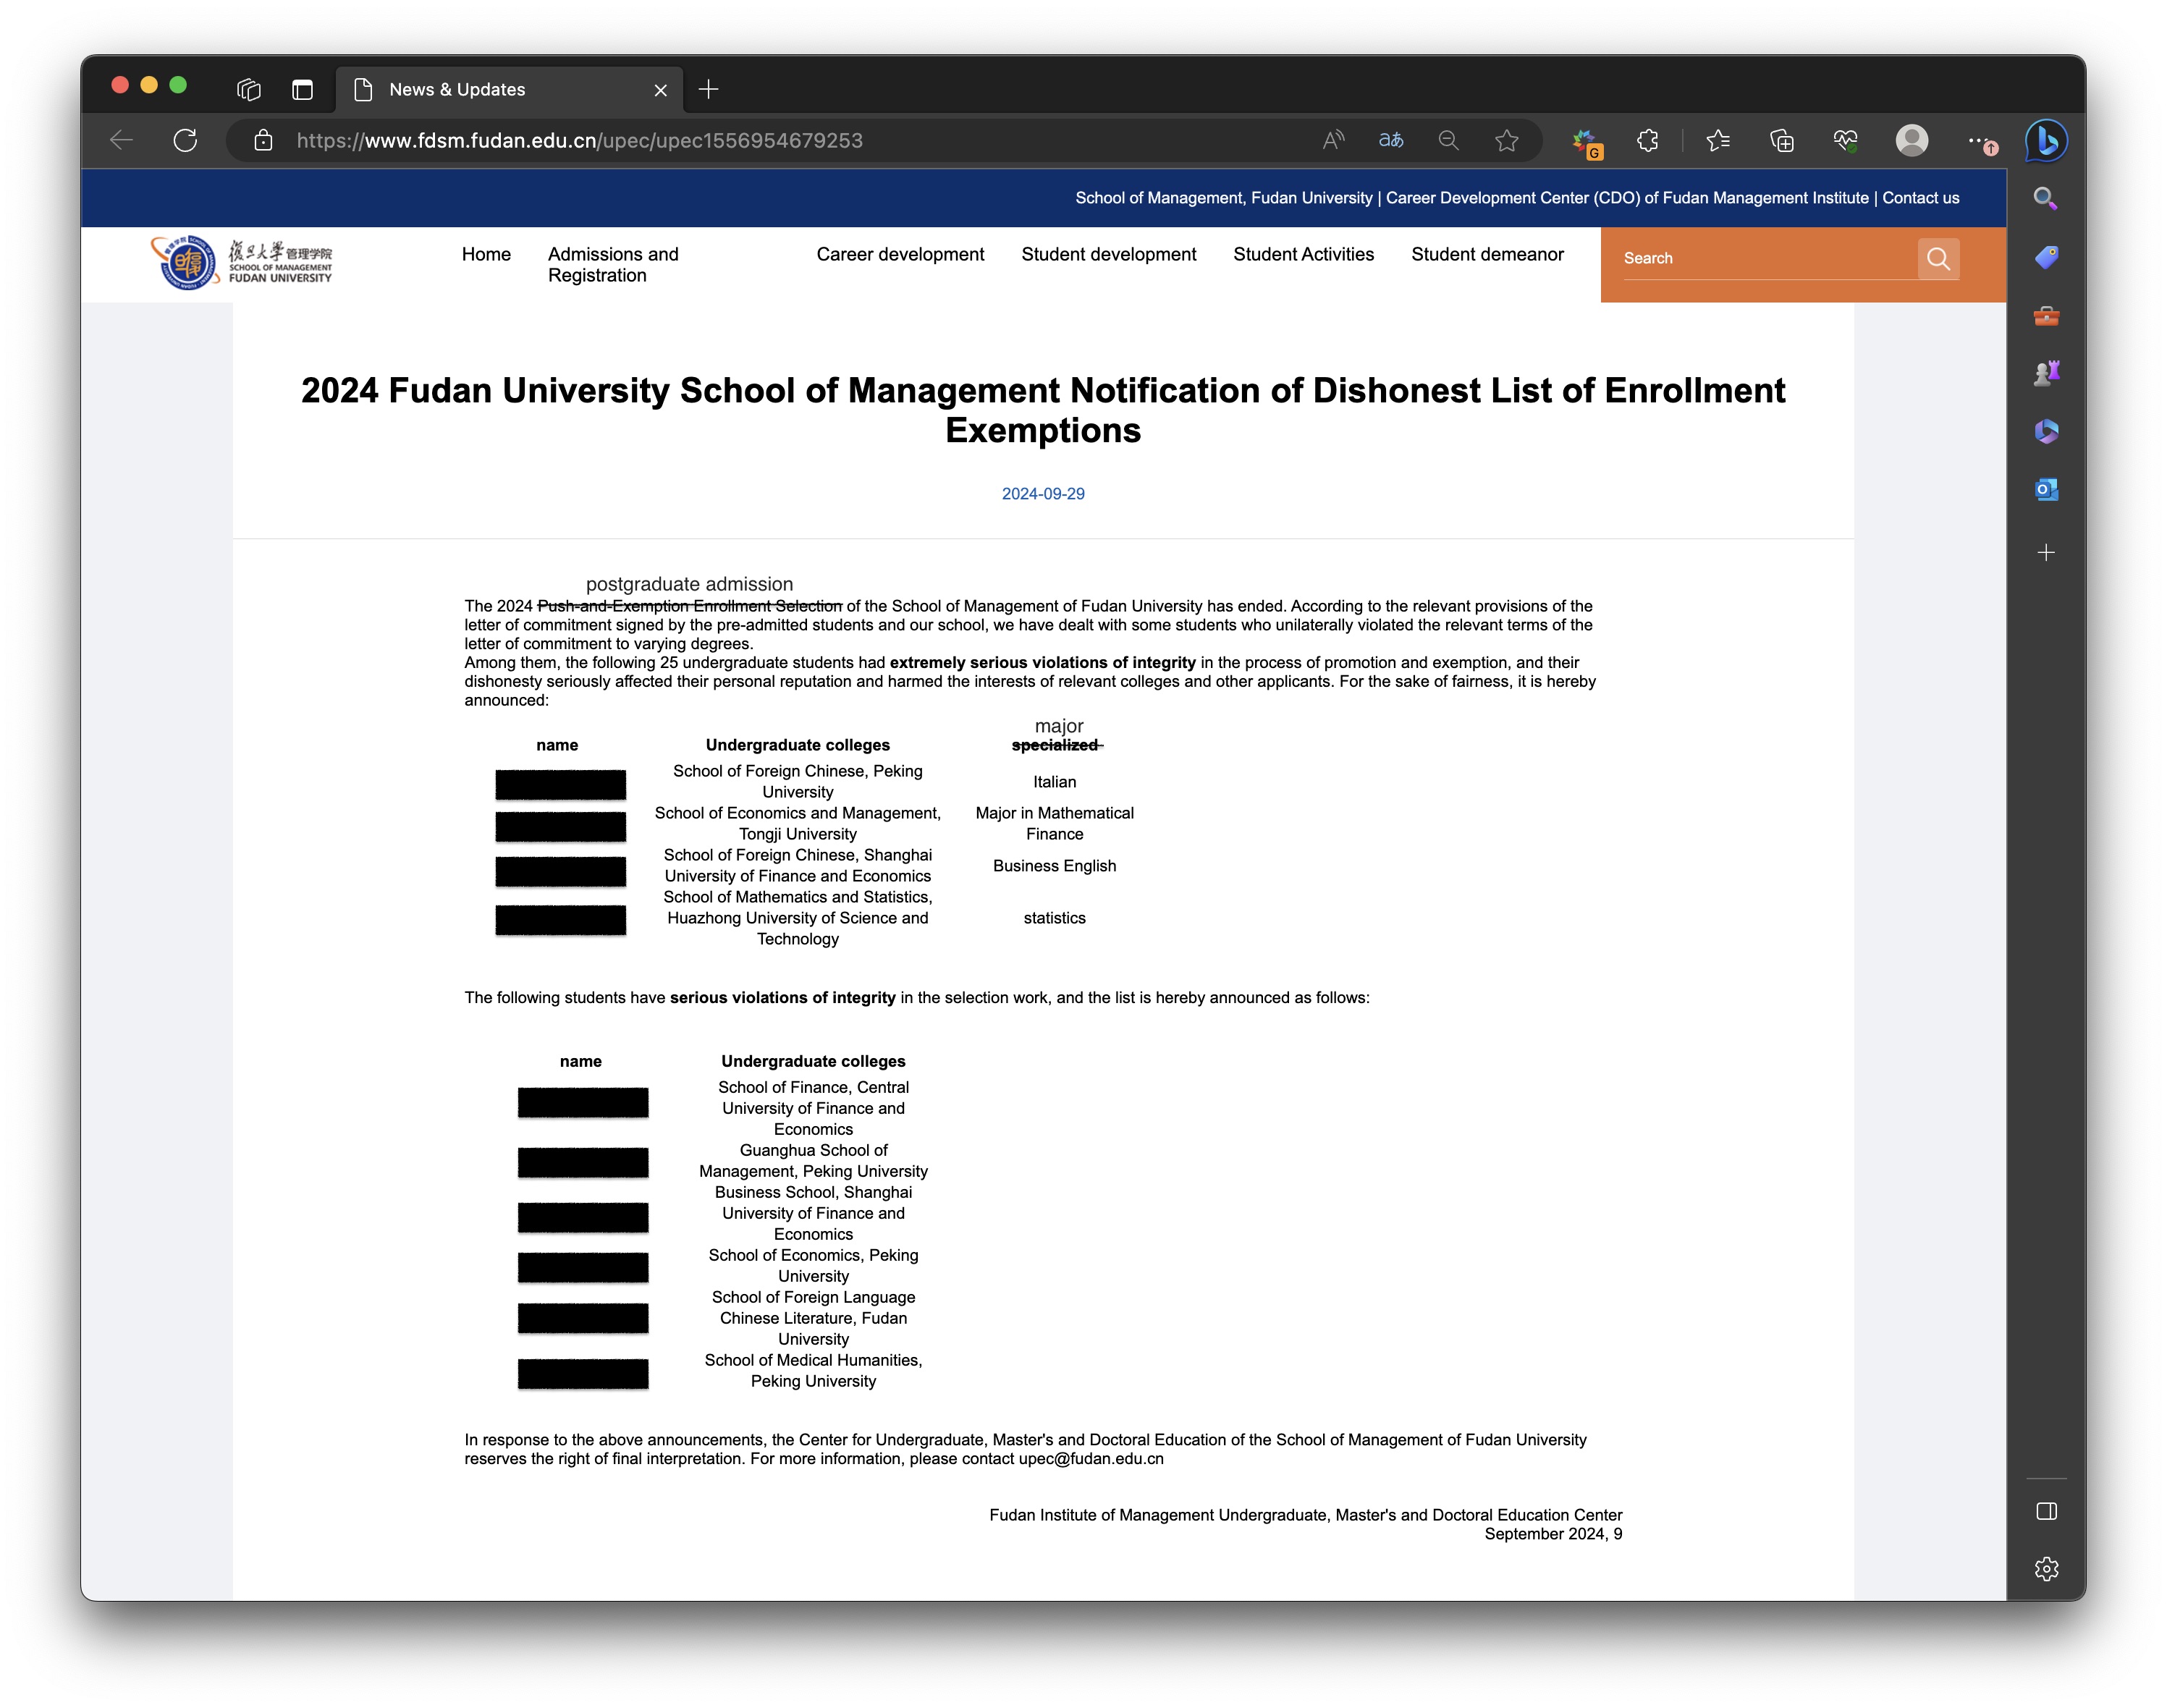 News & Updates
https://www.fdsm.fudan.edu.cn/upec/upec1556954679253
School of Management, Fudan University | Career Development Center (CDO) of Fudan Management Institute | Contact us
復旦大學 管理学院
SCHOOL OF MANAGEMENT
FUDAN UNIVERSITY
Home
Admissions and
Registration
Career development
Student development
Student Activities
Student demeanor
Search
2024 Fudan University School of Management Notification of Dishonest List of Enrollment
Exemptions
2024-09-29
postgraduate admission
The 2024 Push-and-Exemption Enrollment Selection of the School of Management of Fudan University has ended. According to the relevant provisions of the
letter of commitment signed by the pre-admitted students and our school, we have dealt with some students who unilaterally violated the relevant terms of the
letter of commitment to varying degrees.
Among them, the following 25 undergraduate students had extremely serious violations of integrity in the process of promotion and exemption, and their
dishonesty seriously affected their personal reputation and harmed the interests of relevant colleges and other applicants. For the sake of fairness, it is hereby
announced:
major
name Undergraduate colleges specialized
School of Foreign Chinese, Peking
University
Italian
School of Economics and Management,
Tongji University
Major in Mathematical
Finance
School of Foreign Chinese, Shanghai
University of Finance and Economics
Business English
School of Mathematics and Statistics,
Huazhong University of Science and
Technology
statistics
The following students have serious violations of integrity in the selection work, and the list is hereby announced as follows:
name Undergraduate colleges
School of Finance, Central
University of Finance and
Economics
Guanghua School of
Management, Peking University
Business School, Shanghai
University of Finance and
Economics
School of Economics, Peking
University
School of Foreign Language
Chinese Literature, Fudan
University
School of Medical Humanities,
Peking University
In response to the above announcements, the Center for Undergraduate, Master's and Doctoral Education of the School of Management of Fudan University
reserves the right of final interpretation. For more information, please contact upec@fudan.edu.cn
Fudan Institute of Management Undergraduate, Master's and Doctoral Education Center
September 2024, 9